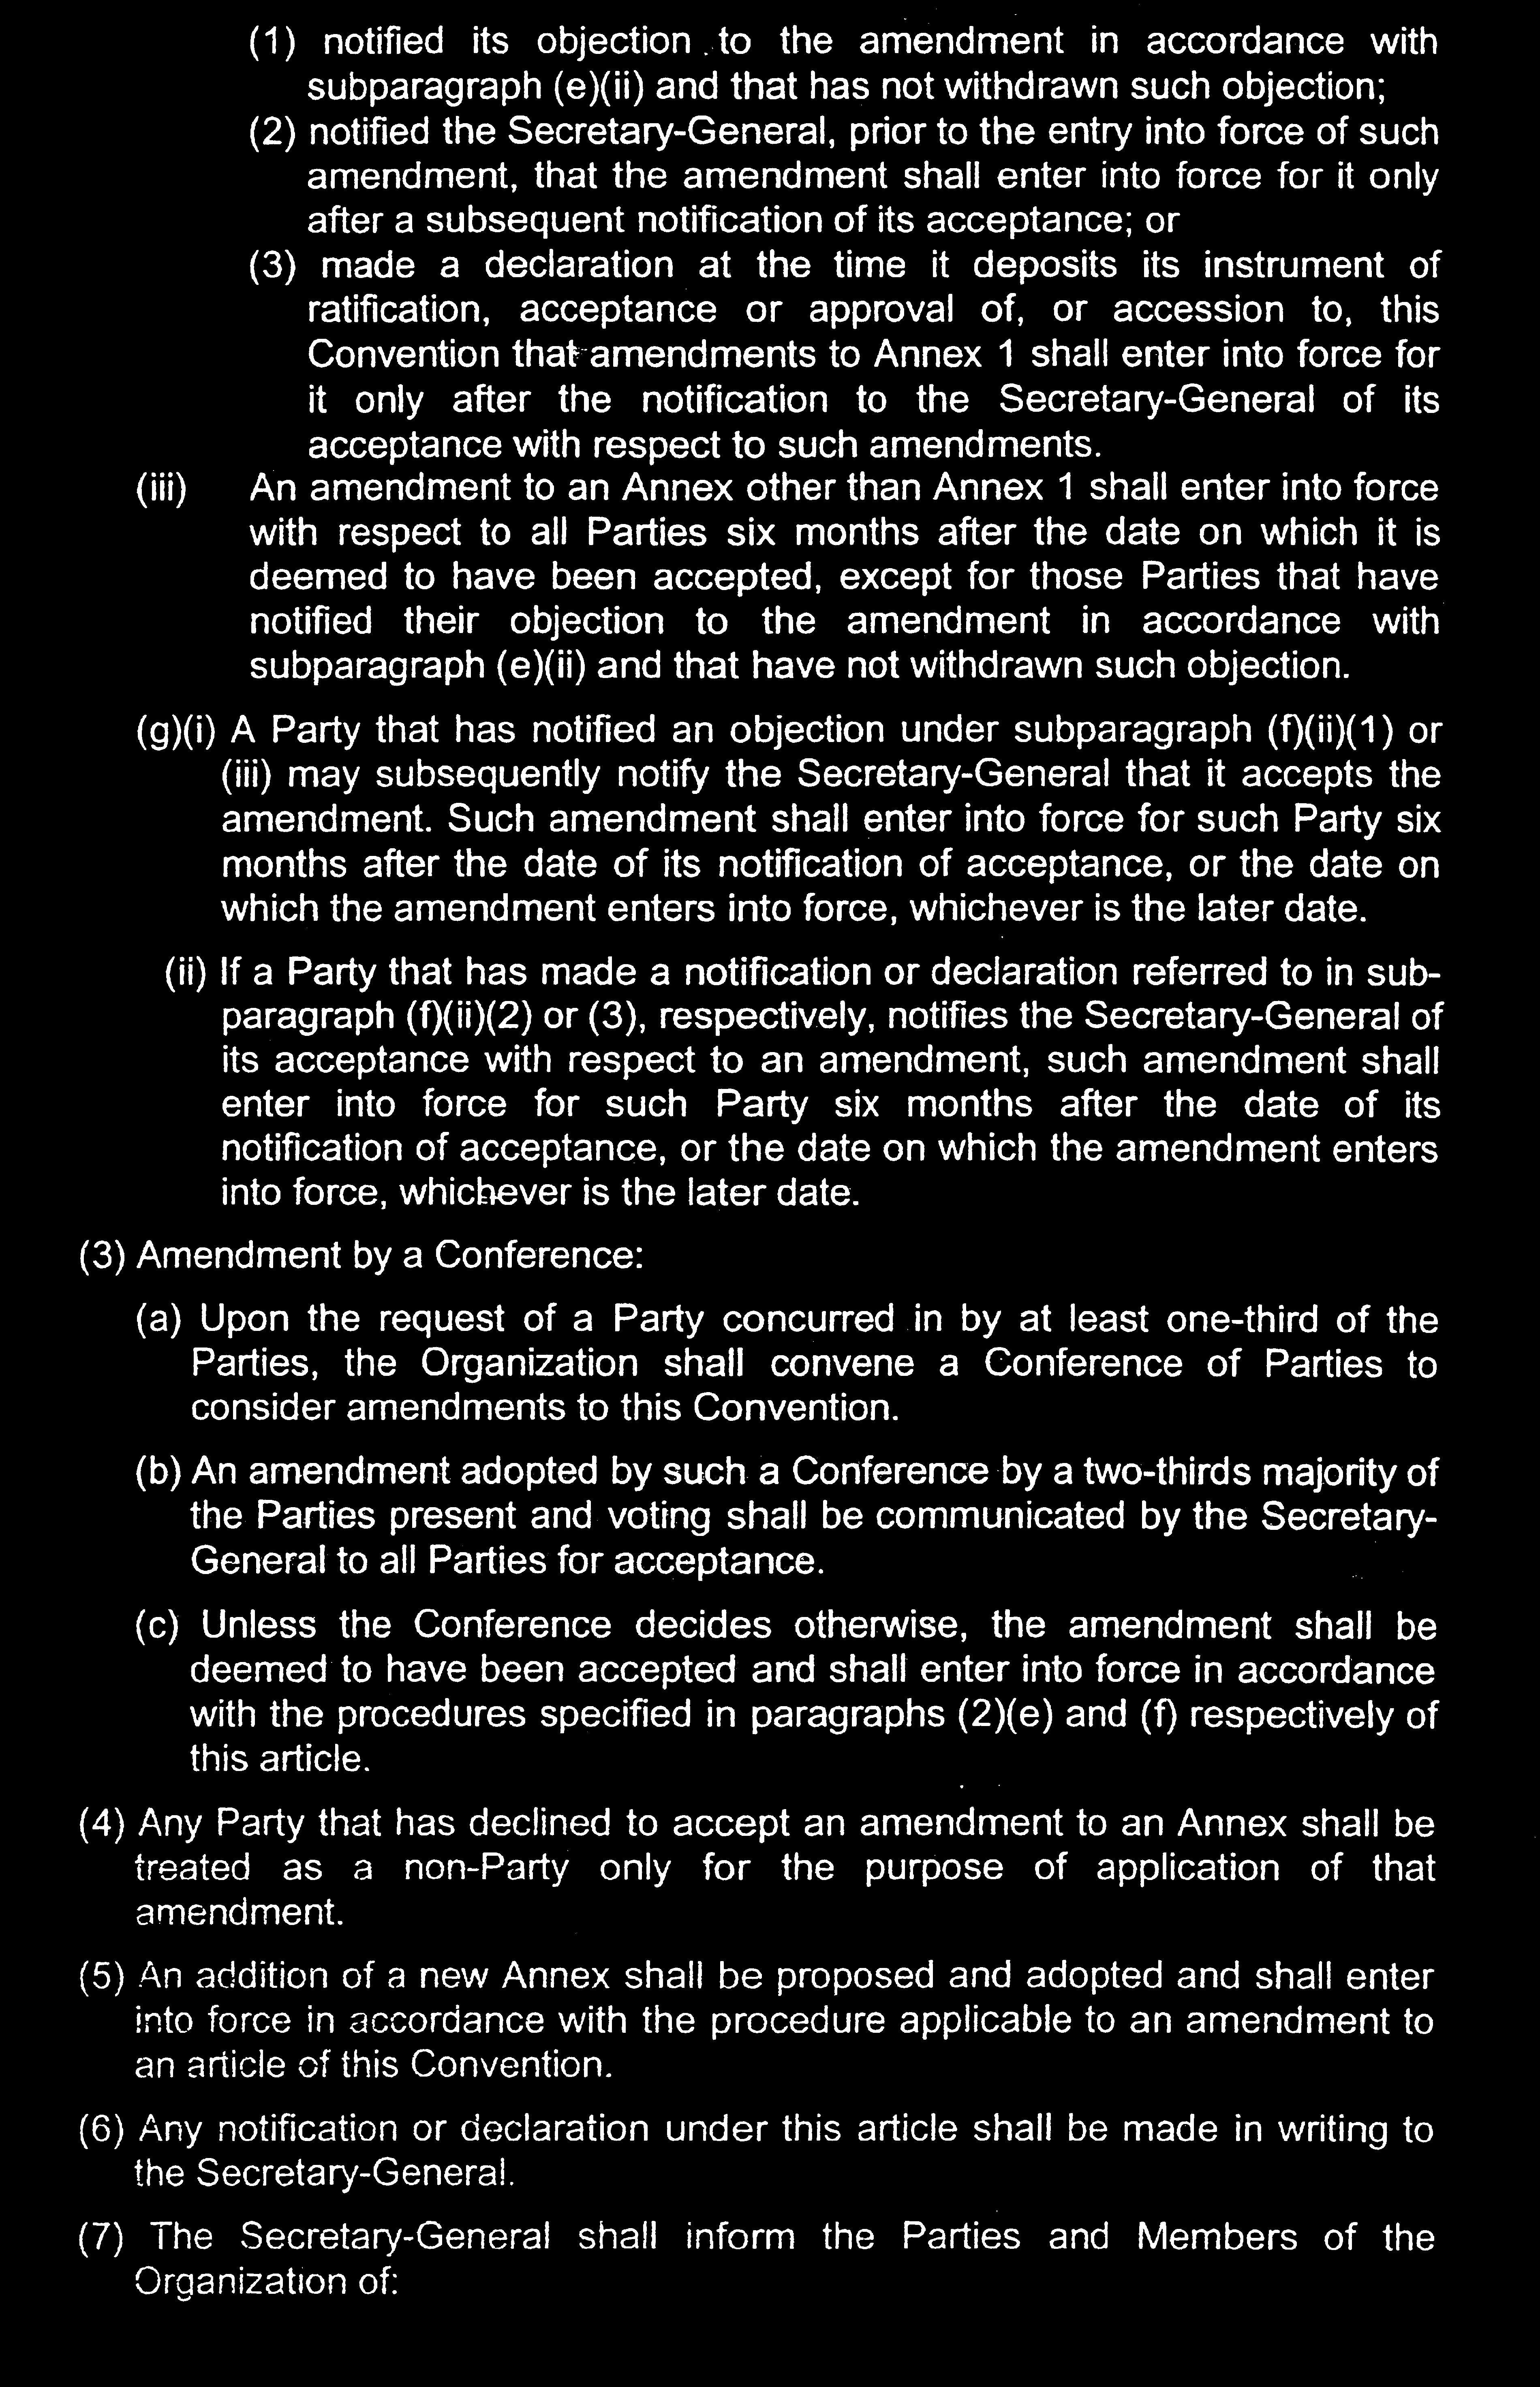 (1) notified its objection to the amendment in accordance with
subparagraph (e)(ii) and that has not withdrawn such objection;
(2) notified the Secretary-General, prior to the entry into force of such
amendment, that the amendment shall enter into force for it only
after a subsequent notification of its acceptance; or
(3) made a declaration at the time it deposits its instrument of
ratification, acceptance or approval of, or accession to, this
Convention that amendments to Annex 1 shall enter into force for
it only after the notification to the Secretary-General of its
acceptance with respect to such amendments.
(iii) An amendment to an Annex other than Annex 1 shall enter into force
with respect to all Parties six months after the date on which it is
deemed to have been accepted, except for those Parties that have
notified their objection to the amendment in accordance with
subparagraph (e)(ii) and that have not withdrawn such objection.
(g)(i) A Party that has notified an objection under subparagraph (f)(ii)(1) or
(iii) may subsequently notify the Secretary-General that it accepts the
amendment. Such amendment shall enter into force for such Party six
months after the date of its notification of acceptance, or the date on
which the amendment enters into force, whichever is the later date.
(ii) If a Party that has made a notification or declaration referred to in sub-
paragraph (f)(ii)(2) or (3), respectively, notifies the Secretary-General of
its acceptance with respect to an amendment, such amendment shall
enter into force for such Party six months after the date of its
notification of acceptance, or the date on which the amendment enters
into force, whichever is the later date.
(3) Amendment by a Conference:
(a) Upon the request of a Party concurred in by at least one-third of the
Parties, the Organization shall convene a Conference of Parties to
consider amendments to this Convention.
(b) An amendment adopted by such a Conference by a two-thirds majority of
the Parties present and voting shall be communicated by the Secretary-
General to all Parties for acceptance.
(c) Unless the Conference decides otherwise, the amendment shall be
deemed to have been accepted and shall enter into force in accordance
with the procedures specified in paragraphs (2)(e) and (f) respectively of
this article.
(4) Any Party that has declined to accept an amendment to an Annex shall be
treated as a non-Party only for the purpose of application of that
amendment.
(5) An addition of a new Annex shall be proposed and adopted and shall enter
into force in accordance with the procedure applicable to an amendment to
an article of this Convention.
(6) Any notification or declaration under this article shall be made in writing to
the Secretary-General.
(7) The Secretary-General shall inform the Parties and Members of the
Organization of: